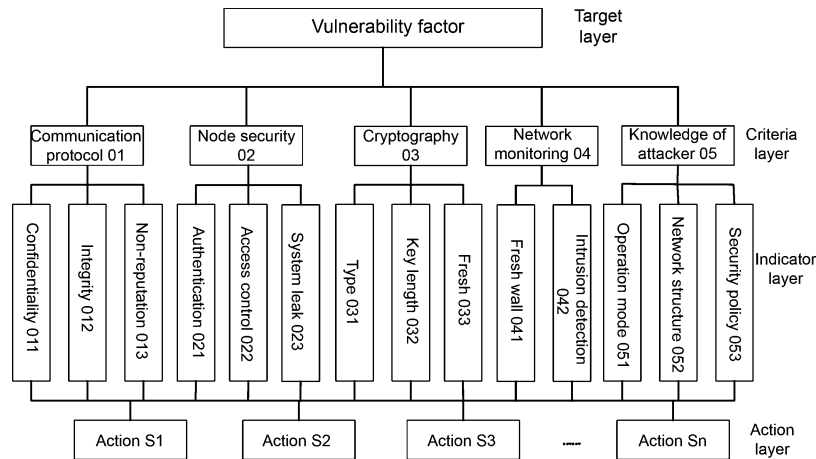 Vulnerability factor
Target
layer
Communication
protocol 01
Node security
02
Cryptography
03
Network
monitoring 04
Knowledge of
attacker 05
Criteria
layer
Confidentiality 011
Integrity 012
Non-reputation 013
Authentication 021
Access control 022
System leak 023
Type 031
Key length 032
Fresh 033
Fresh wall 041
Intrusion detection
042
Operation mode 051
Network structure 052
Security policy 053
Indicator
layer
Action S1
Action S2
Action S3
.....
Action Sn
Action
layer